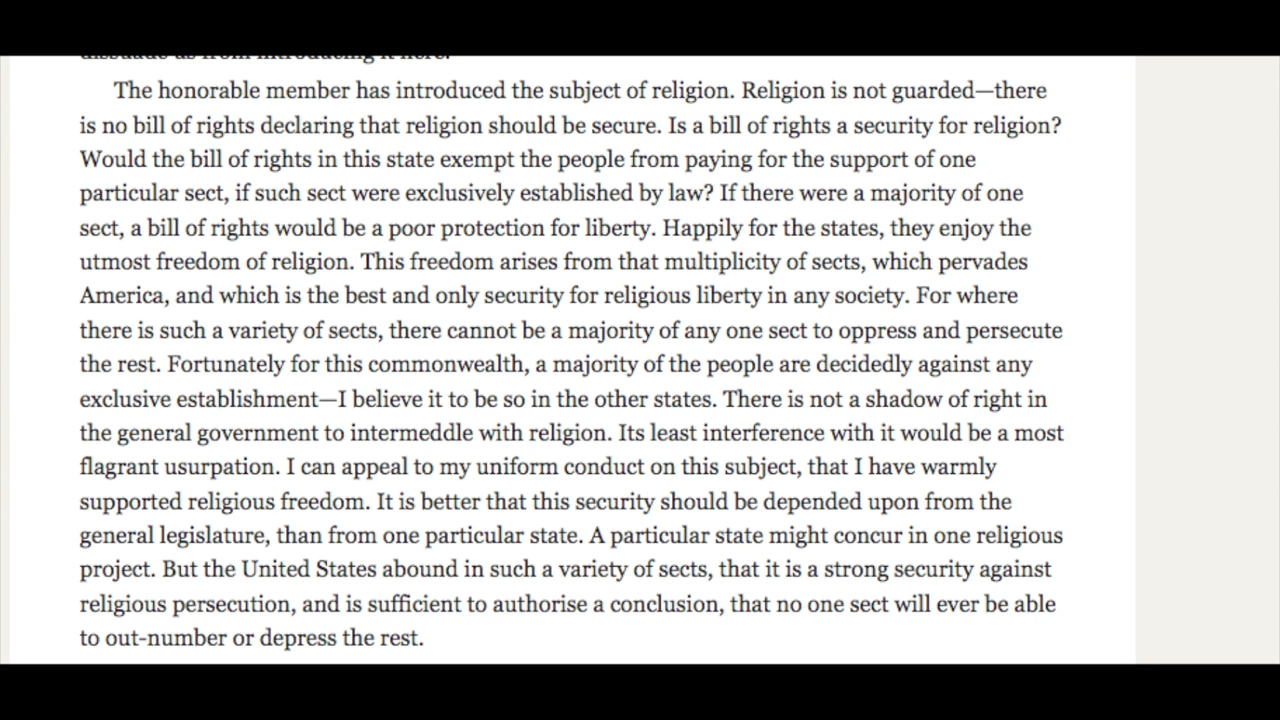 dissuade us from introducing it here.
The honorable member has introduced the subject of religion. Religion is not guarded—there
is no bill of rights declaring that religion should be secure. Is a bill of rights a security for religion?
Would the bill of rights in this state exempt the people from paying for the support of one
particular sect, if such sect were exclusively established by law? If there were a majority of one
sect, a bill of rights would be a poor protection for liberty. Happily for the states, they enjoy the
utmost freedom of religion. This freedom arises from that multiplicity of sects, which pervades
America, and which is the best and only security for religious liberty in any society. For where
there is such a variety of sects, there cannot be a majority of any one sect to oppress and persecute
the rest. Fortunately for this commonwealth, a majority of the people are decidedly against any
exclusive establishment—I believe it to be so in the other states. There is not a shadow of right in
the general government to intermeddle with religion. Its least interference with it would be a most
flagrant usurpation. I can appeal to my uniform conduct on this subject, that I have warmly
supported religious freedom. It is better that this security should be depended upon from the
general legislature, than from one particular state. A particular state might concur in one religious
project. But the United States abound in such a variety of sects, that it is a strong security against
religious persecution, and is sufficient to authorise a conclusion, that no one sect will ever be able
to out-number or depress the rest.